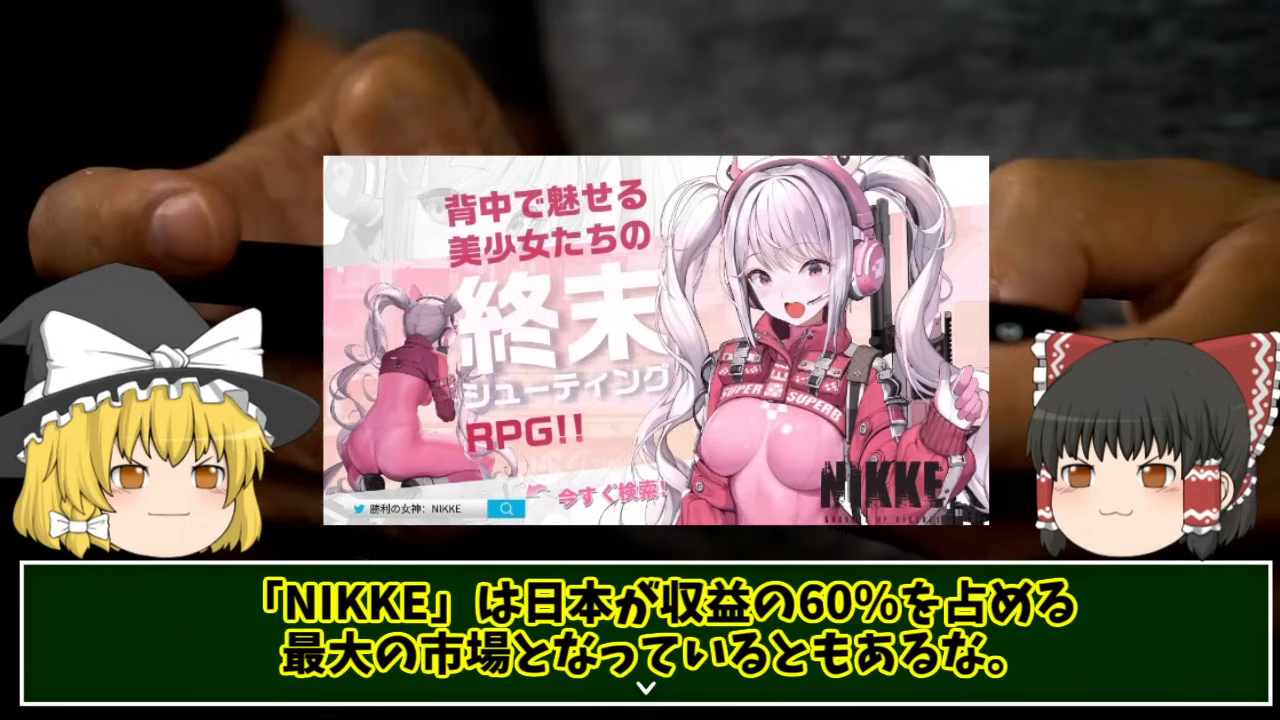 背中で魅せる
美少女たちの
終末
シューティング
RPG!!
今すぐ検索!
勝利の女神：NIKKE
SUPER
SUPERB
NIKKE
「NIKKE」は日本が収益の60%を占める
最大の市場となっているともあるな。